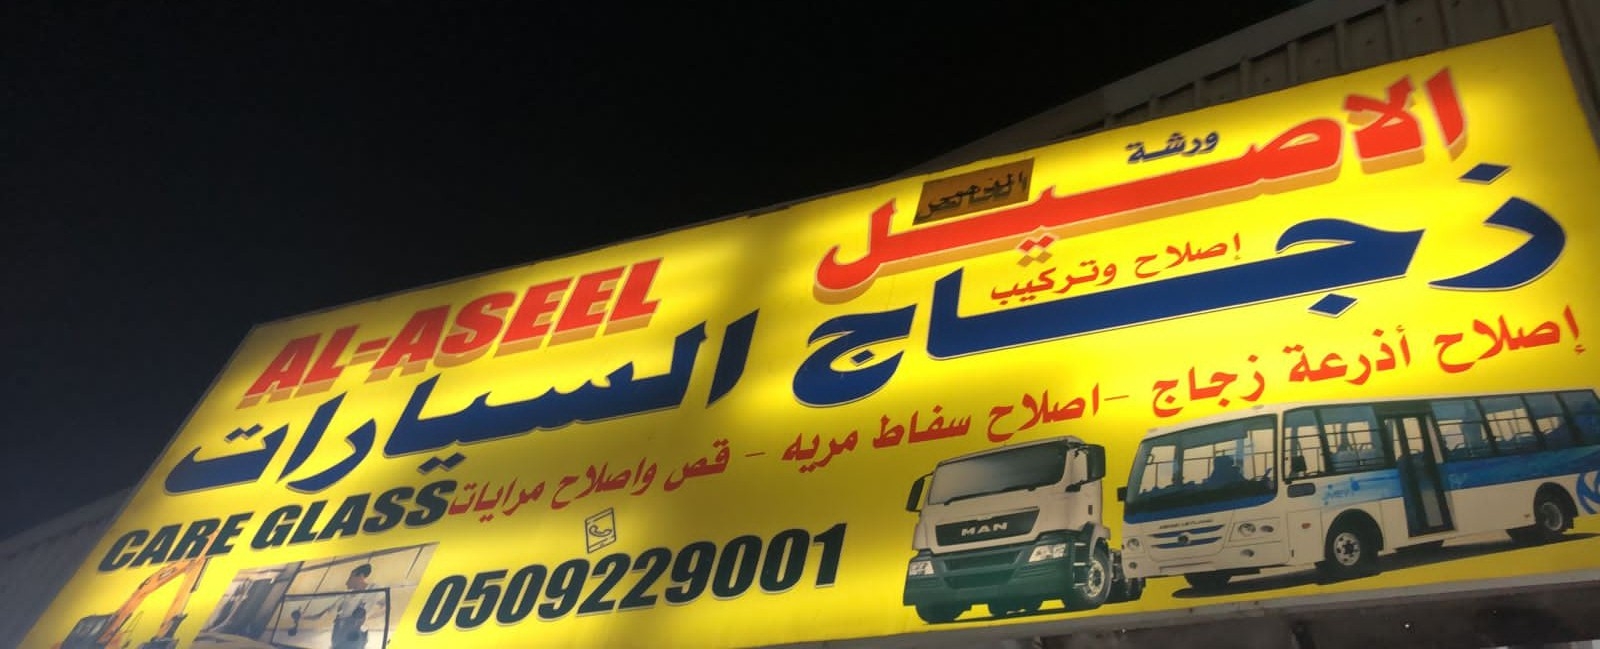 ورشة
الاصيل
AL-ASEEL
إصلاح وتركيب
زجاج السيارات
إصلاح أذرعة زجاج - اصلاح سفاط مريه - قص واصلاح مرايات
CARE GLASS
0509229001
MAN